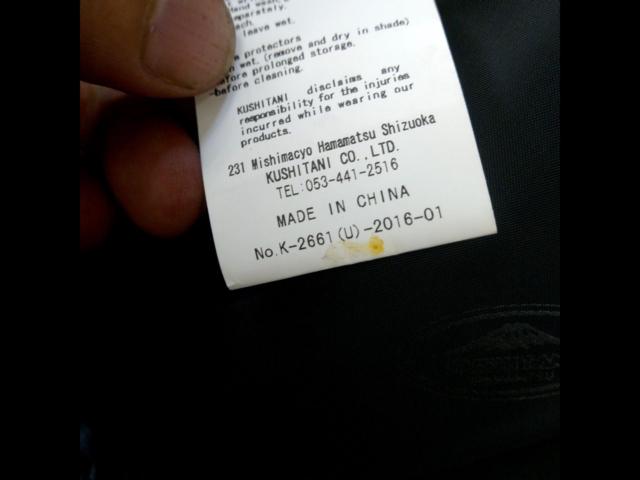 parately.
leave wet.
protectors
wet. (remove and dry in shade)
before prolonged storage.
-before cleaning.
KUSHITANI disclaims any
responsibility for the injuries
incurred while wearing our
products.
231 Mishimacyo Hamamatsu Shizuoka
KUSHITANI CO.,LTD.
TEL:053-441-2516
MADE IN CHINA
No.K-2661(U)-2016-01